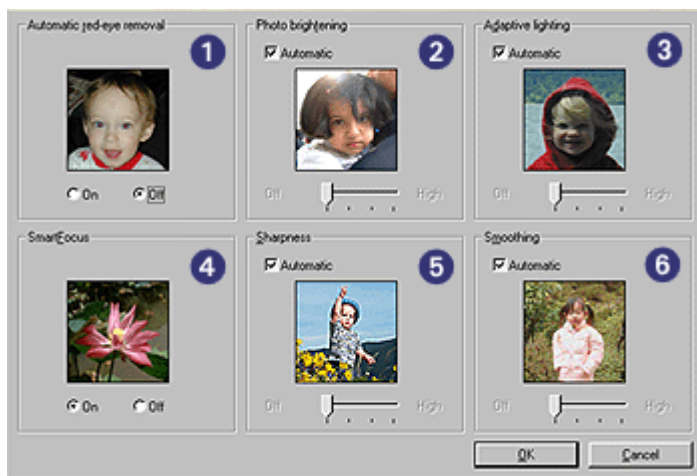 Automatic red-eye removal
1
On Off
Photo brightening
2
Automatic
Off High
Adaptive lighting
3
Automatic
Off High
SmartFocus
4
On Off
Sharpness
5
Automatic
Off High
Smoothing
6
Automatic
Off High
OK Cancel